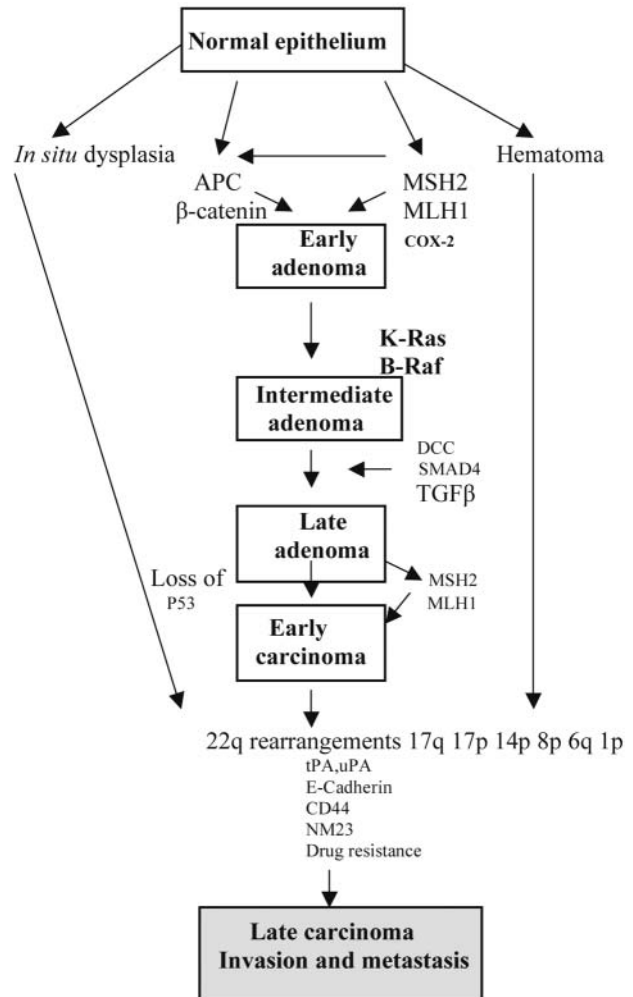 Normal epithelium
In situ dysplasia
Hematoma
APC
β-catenin
MSH2
MLH1
COX-2
Early
adenoma
K-Ras
B-Raf
Intermediate
adenoma
DCC
SMAD4
TGFβ
Late
adenoma
Loss of
P53
MSH2
MLH1
Early
carcinoma
22q rearrangements 17q 17p 14p 8p 6q 1p
tPA,uPA
E-Cadherin
CD44
NM23
Drug resistance
Late carcinoma
Invasion and metastasis